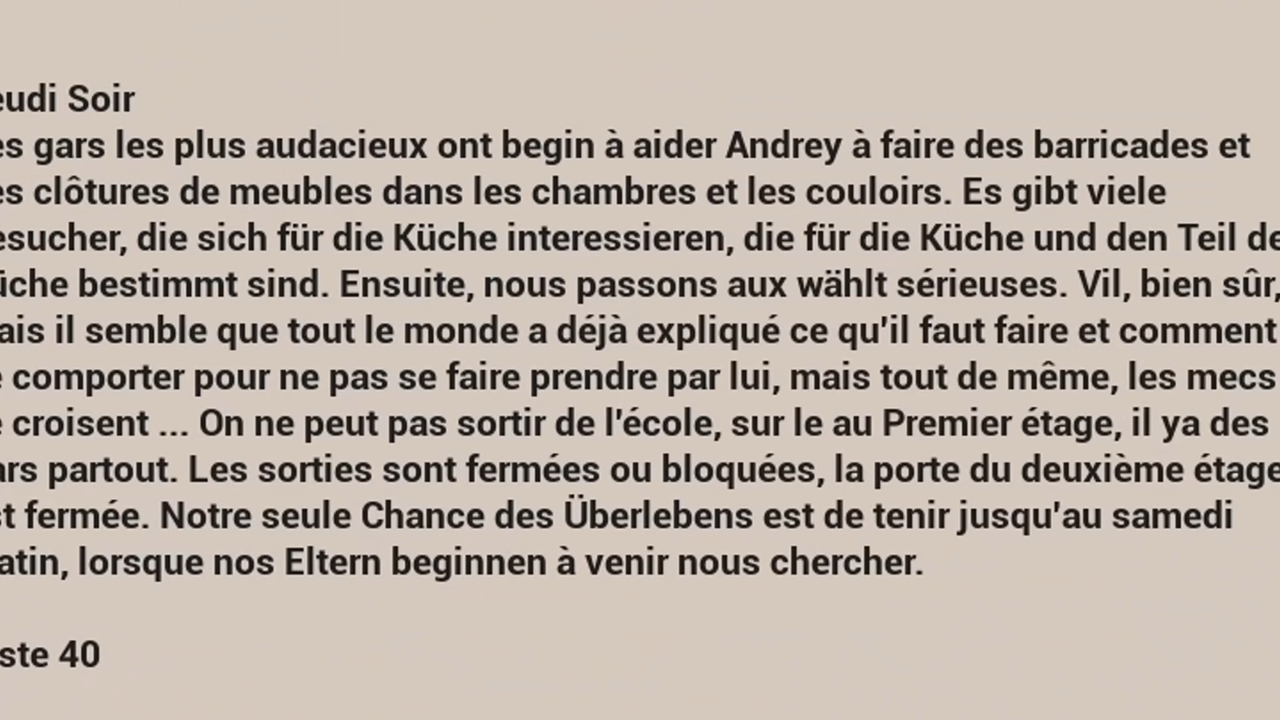 eudi Soir
es gars les plus audacieux ont begin à aider Andrey à faire des barricades et
es clôtures de meubles dans les chambres et les couloirs. Es gibt viele
esucher, die sich für die Küche interessieren, die für die Küche und den Teil de
üche bestimmt sind. Ensuite, nous passons aux wählt sérieuses. Vil, bien sûr,
ais il semble que tout le monde a déjà expliqué ce qu'il faut faire et comment
e comporter pour ne pas se faire prendre par lui, mais tout de même, les mecs
e croisent ... On ne peut pas sortir de l'école, sur le au Premier étage, il ya des
ars partout. Les sorties sont fermées ou bloquées, la porte du deuxième étage
st fermée. Notre seule Chance des Überlebens est de tenir jusqu'au samedi
atin, lorsque nos Eltern beginnen à venir nous chercher.
ste 40